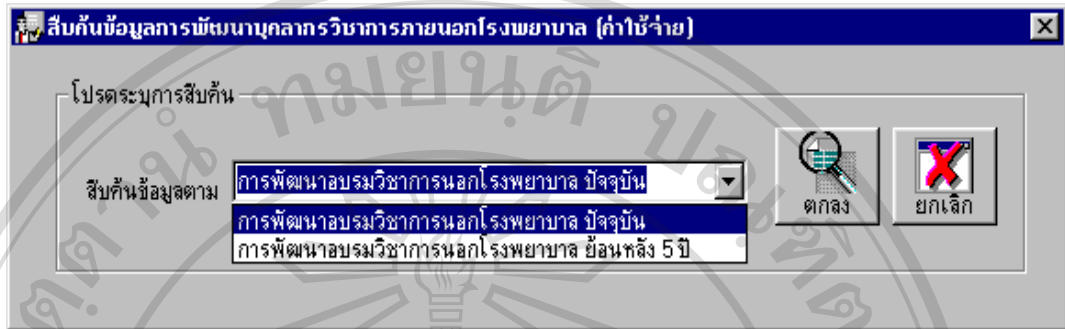 สืบค้นข้อมูลการพัฒนาบุคลากรวิชาการภายนอกโรงพยาบาล (ค่าใช้จ่าย)
โปรดระบุการสืบค้น
สืบค้นข้อมูลตาม
การพัฒนาอบรมวิชาการนอกโรงพยาบาล ปัจจุบัน
การพัฒนาอบรมวิชาการนอกโรงพยาบาล ปัจจุบัน
การพัฒนาอบรมวิชาการนอกโรงพยาบาล ย้อนหลัง 5 ปี
ตกลง
ยกเลิก